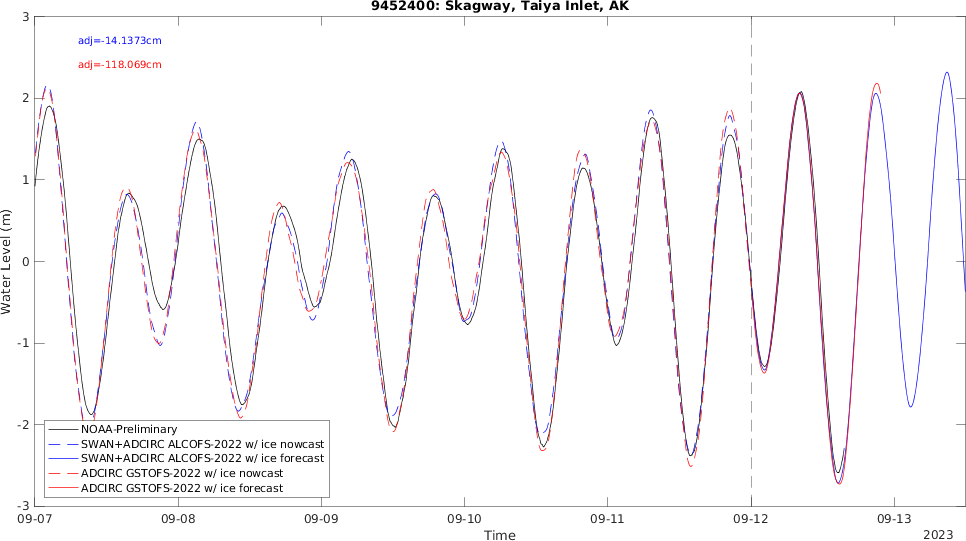 9452400: Skagway, Taiya Inlet, AK
adj=-14.1373cm
adj=-118.069cm
Water Level (m)
3
2
1
0
-1
-2
-3
NOAA-Preliminary
SWAN+ADCIRC ALCOFS-2022 w/ ice nowcast
SWAN+ADCIRC ALCOFS-2022 w/ ice forecast
ADCIRC GSTOFS-2022 w/ ice nowcast
ADCIRC GSTOFS-2022 w/ ice forecast
09-07 09-08 09-09 09-10 09-11 09-12 09-13
Time
2023